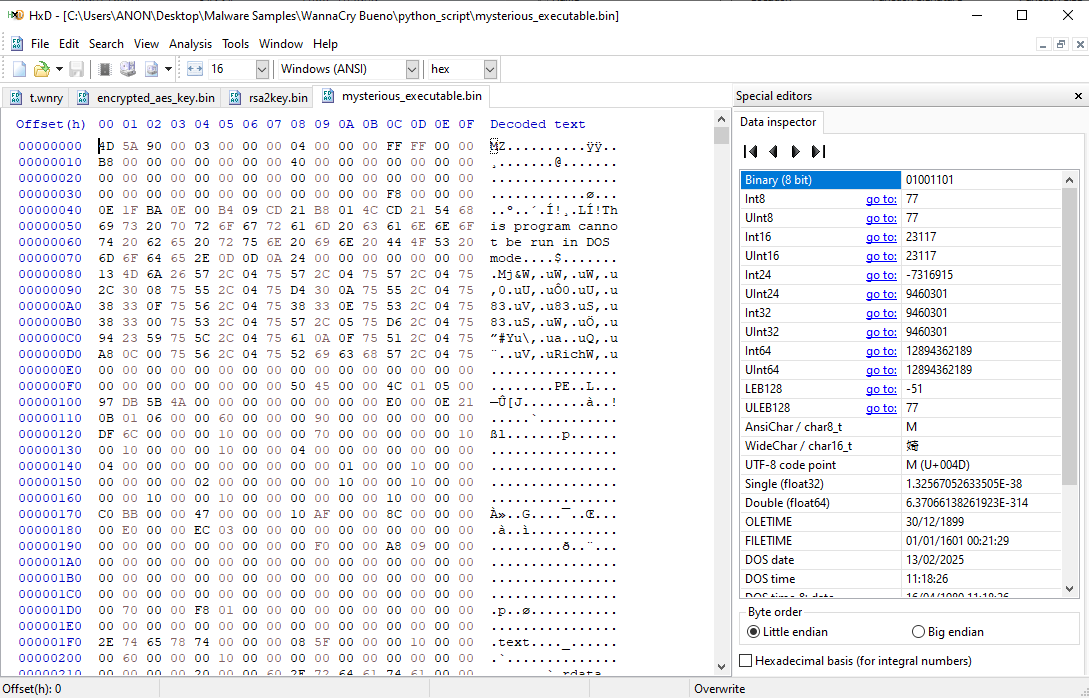 HxD - [C:\Users\ANON\Desktop\Malware Samples\WannaCry Bueno\python_script\mysterious_executable.bin]
File Edit Search View Analysis Tools Window Help
16 Windows (ANSI) hex
t.wnry encrypted_aes_key.bin rsa2key.bin mysterious_executable.bin
Offset(h) 00 01 02 03 04 05 06 07 08 09 0A 0B 0C 0D 0E 0F Decoded text
00000000 4D 5A 90 00 03 00 00 00 04 00 00 00 FF FF 00 00 MZ..........ÿÿ..
00000010 B8 00 00 00 00 00 00 00 40 00 00 00 00 00 00 00 ¸.......@.......
00000020 00 00 00 00 00 00 00 00 00 00 00 00 00 00 00 00 ................
00000030 00 00 00 00 00 00 00 00 00 00 00 00 F8 00 00 00 ............ø...
00000040 0E 1F BA 0E 00 B4 09 CD 21 B8 01 4C CD 21 54 68 ..º..´.Í!¸.LÍ!Th
00000050 69 73 20 70 72 6F 67 72 61 6D 20 63 61 6E 6E 6F is program canno
00000060 74 20 62 65 20 72 75 6E 20 69 6E 20 44 4F 53 20 t be run in DOS
00000070 6D 6F 64 65 2E 0D 0D 0A 24 00 00 00 00 00 00 00 mode....$.......
00000080 13 4D 6A 26 57 2C 04 75 57 2C 04 75 57 2C 04 75 .Mj&W,.uW,.uW,.u
00000090 2C 30 08 75 55 2C 04 75 D4 30 0A 75 55 2C 04 75 ,0.uU,.uÔ0.uU,.u
000000A0 38 33 0F 75 56 2C 04 75 38 33 0E 75 53 2C 04 75 83.uV,.u83.uS,.u
000000B0 38 33 00 75 53 2C 04 75 57 2C 05 75 D6 2C 04 75 83.uS,.uW,.uÖ,.u
000000C0 94 23 59 75 5C 2C 04 75 61 0A 0F 75 51 2C 04 75 ”#Yu\,.ua..uQ,.u
000000D0 A8 0C 00 75 56 2C 04 75 52 69 63 68 57 2C 04 75 ¨..uV,.uRichW,.u
000000E0 00 00 00 00 00 00 00 00 00 00 00 00 00 00 00 00 ................
000000F0 00 00 00 00 00 00 00 00 50 45 00 00 4C 01 05 00 ........PE..L...
00000100 97 DB 5B 4A 00 00 00 00 00 00 00 00 E0 00 0E 21 —Û[J........à..!
00000110 0B 01 06 00 00 60 00 00 00 90 00 00 00 00 00 00 .....`..........
00000120 DF 6C 00 00 00 10 00 00 00 70 00 00 00 00 00 10 ßl.......p......
00000130 00 10 00 00 00 10 00 00 04 00 00 00 00 00 00 00 ................
00000140 04 00 00 00 00 00 00 00 00 00 01 00 00 10 00 00 ................
00000150 00 00 00 00 02 00 00 00 00 00 10 00 00 10 00 00 ................
00000160 00 00 10 00 00 10 00 00 00 00 00 00 10 00 00 00 ................
00000170 C0 BB 00 00 47 00 00 00 10 AF 00 00 8C 00 00 00 À»..G....¯..Œ...
00000180 00 E0 00 00 EC 03 00 00 00 00 00 00 00 00 00 00 .à..ì...........
00000190 00 00 00 00 00 00 00 00 00 F0 00 00 A8 09 00 00 .........ð..¨...
000001A0 00 00 00 00 00 00 00 00 00 00 00 00 00 00 00 00 ................
000001B0 00 00 00 00 00 00 00 00 00 00 00 00 00 00 00 00 ................
000001C0 00 00 00 00 00 00 00 00 00 00 00 00 00 00 00 00 ................
000001D0 00 70 00 00 F8 01 00 00 00 00 00 00 00 00 00 00 .p..ø...........
000001E0 00 00 00 00 00 00 00 00 00 00 00 00 00 00 00 00 ................
000001F0 2E 74 65 78 74 00 00 00 08 5F 00 00 00 10 00 00 .text...._......
00000200 00 60 00 00 00 10 00 00 00 00 00 00 00 00 00 00 .`..............
00000210 00 00 00 00 20 00 00 60 2E 72 64 61 74 61 00 00 .... ..`.rdata..
Special editors
Data inspector
Binary (8 bit) 01001101
Int8 go to: 77
UInt8 go to: 77
Int16 go to: 23117
UInt16 go to: 23117
Int24 go to: -7316915
UInt24 go to: 9460301
Int32 go to: 9460301
UInt32 go to: 9460301
Int64 go to: 12894362189
UInt64 go to: 12894362189
LEB128 go to: -51
ULEB128 go to: 77
AnsiChar / char8_t M
WideChar / char16_t 婍
UTF-8 code point M (U+004D)
Single (float32) 1.32567052633505E-38
Double (float64) 6.37066138261923E-314
OLETIME 30/12/1899
FILETIME 01/01/1601 00:21:29
DOS date 13/02/2025
DOS time 11:18:26
DOS time & date 16/04/1980 11:18:26
Byte order
Little endian Big endian
Hexadecimal basis (for integral numbers)
Offset(h): 0 Overwrite